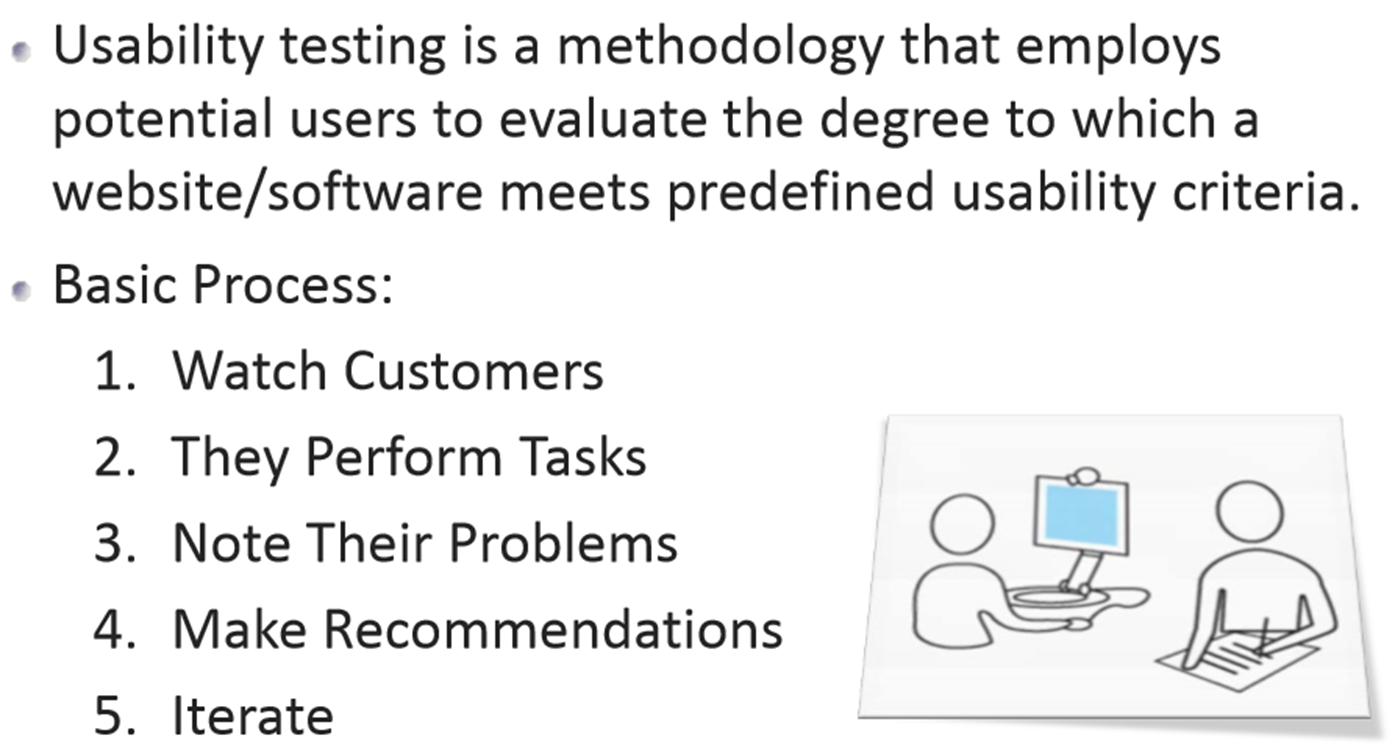 Usability testing is a methodology that employs
potential users to evaluate the degree to which a
website/software meets predefined usability criteria.
Basic Process:
1. Watch Customers
2. They Perform Tasks
3. Note Their Problems
4. Make Recommendations
5. Iterate